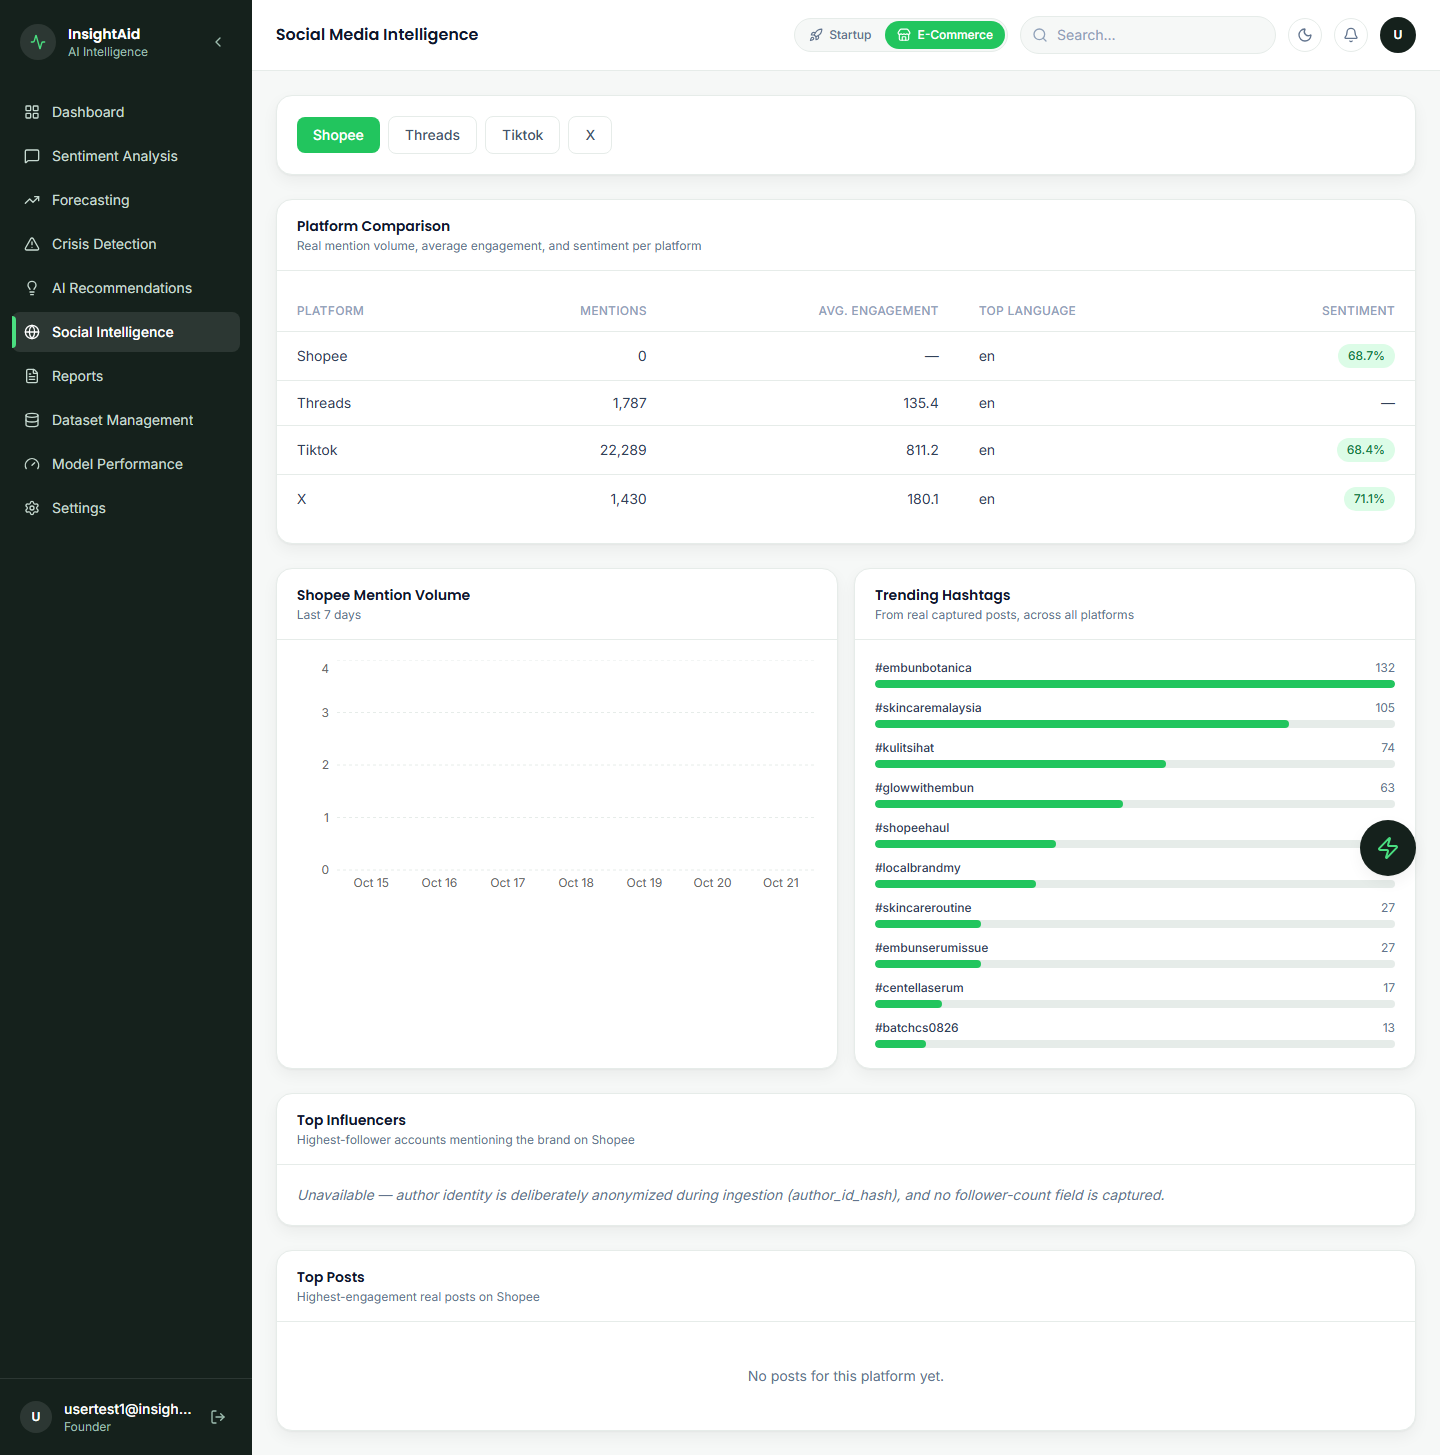 InsightAid
AI Intelligence
Dashboard
Sentiment Analysis
Forecasting
Crisis Detection
AI Recommendations
Social Intelligence
Reports
Dataset Management
Model Performance
Settings
U
usertest1@insigh...
Founder
Social Media Intelligence
Startup
E-Commerce
Search...
U
Shopee
Threads
Tiktok
X
Platform Comparison
Real mention volume, average engagement, and sentiment per platform
PLATFORM MENTIONS AVG. ENGAGEMENT TOP LANGUAGE SENTIMENT
Shopee 0 — en 68.7%
Threads 1,787 135.4 en —
Tiktok 22,289 811.2 en 68.4%
X 1,430 180.1 en 71.1%
Shopee Mention Volume
Last 7 days
4
3
2
1
0
Oct 15 Oct 16 Oct 17 Oct 18 Oct 19 Oct 20 Oct 21
Trending Hashtags
From real captured posts, across all platforms
#embunbotanica 132
#skincaremalaysia 105
#kulitsihat 74
#glowwithembun 63
#shopeehaul
#localbrandmy
#skincareroutine 27
#embunserumissue 27
#centellaserum 17
#batchcs0826 13
Top Influencers
Highest-follower accounts mentioning the brand on Shopee
Unavailable — author identity is deliberately anonymized during ingestion (author_id_hash), and no follower-count field is captured.
Top Posts
Highest-engagement real posts on Shopee
No posts for this platform yet.